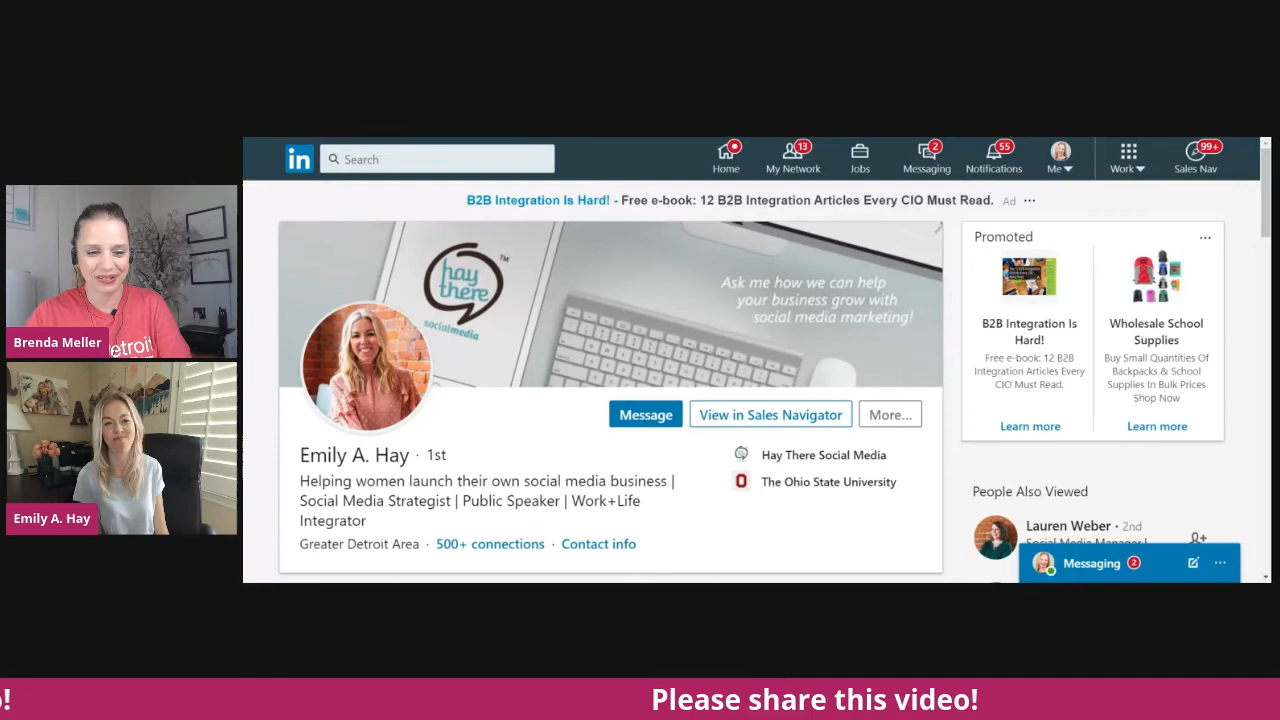 in
Search
Home
13
My Network
Jobs
2
Messaging
55
Notifications
Me
Work
99+
Sales Nav
B2B Integration Is Hard! - Free e-book: 12 B2B Integration Articles Every CIO Must Read. Ad ...
hay
there
socialmedia
TM
Ask me how we can help
your business grow with
social media marketing!
Message
View in Sales Navigator
More...
Emily A. Hay · 1st
Helping women launch their own social media business |
Social Media Strategist | Public Speaker | Work+Life
Integrator
Greater Detroit Area · 500+ connections · Contact info
Hay There Social Media
The Ohio State University
Promoted
...
B2B Integration Is
Hard!
Free e-book: 12 B2B
Integration Articles Every
CIO Must Read.
Learn more
Wholesale School
Supplies
Buy Small Quantities Of
Backpacks & School
Supplies In Bulk Prices
Shop Now
Learn more
People Also Viewed
Lauren Weber · 2nd
Social Media Manager |
Messaging 2
...
etroit
Brenda Meller
Emily A. Hay
o!
Please share this video!